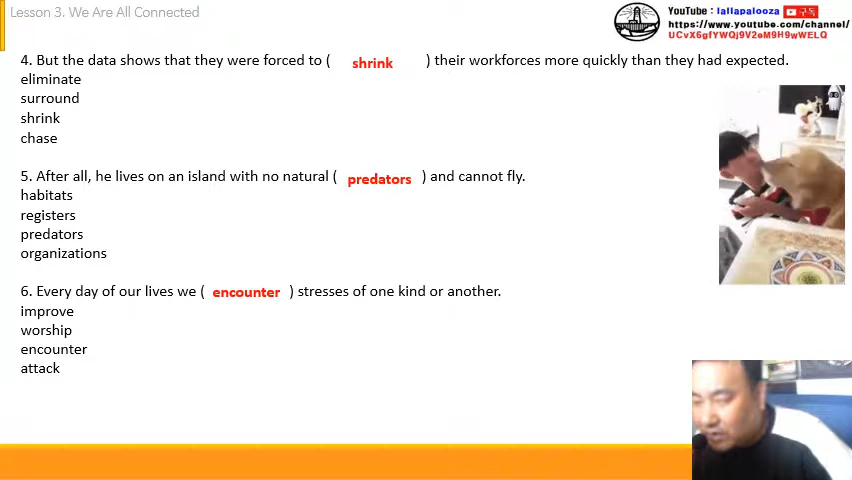 Lesson 3. We Are All Connected
YouTube : lallapalooza 구독
https://www.youtube.com/channel/
UCvX6gfYWQj9V2eM9H9wWELQ
4. But the data shows that they were forced to ( shrink ) their workforces more quickly than they had expected.
eliminate
surround
shrink
chase
5. After all, he lives on an island with no natural ( predators ) and cannot fly.
habitats
registers
predators
organizations
6. Every day of our lives we ( encounter ) stresses of one kind or another.
improve
worship
encounter
attack